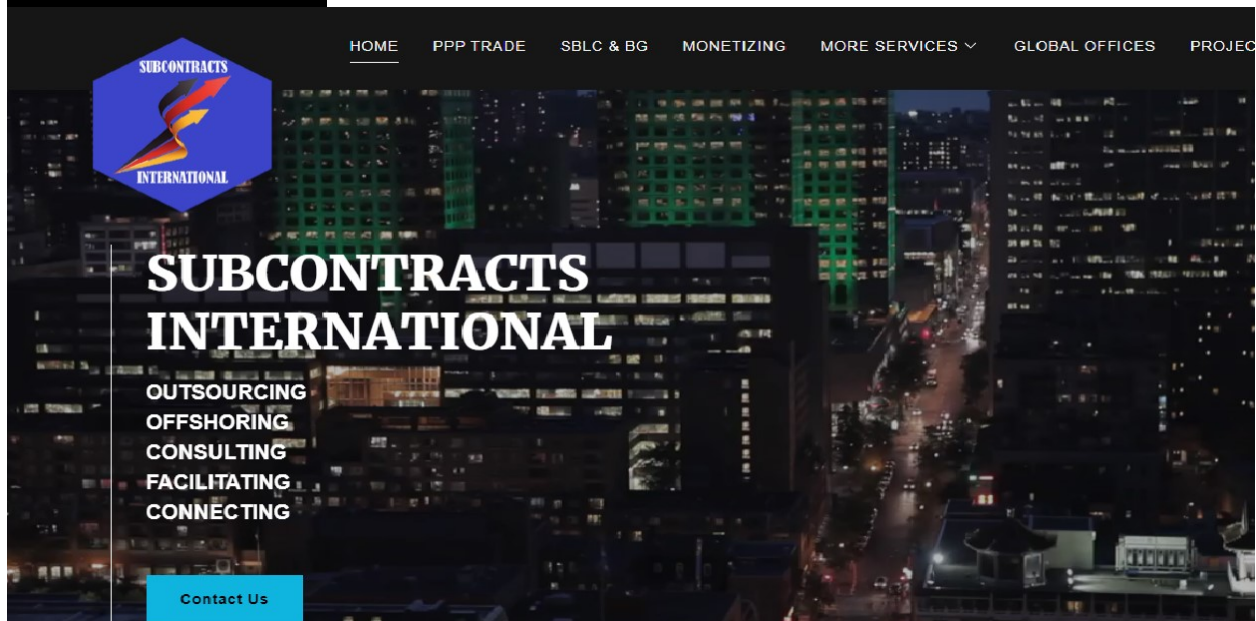 HOME PPP TRADE SBLC & BG MONETIZING MORE SERVICES GLOBAL OFFICES PROJEC
SUBCONTRACTS
INTERNATIONAL
SUBCONTRACTS
INTERNATIONAL
OUTSOURCING
OFFSHORING
CONSULTING
FACILITATING
CONNECTING
Contact Us